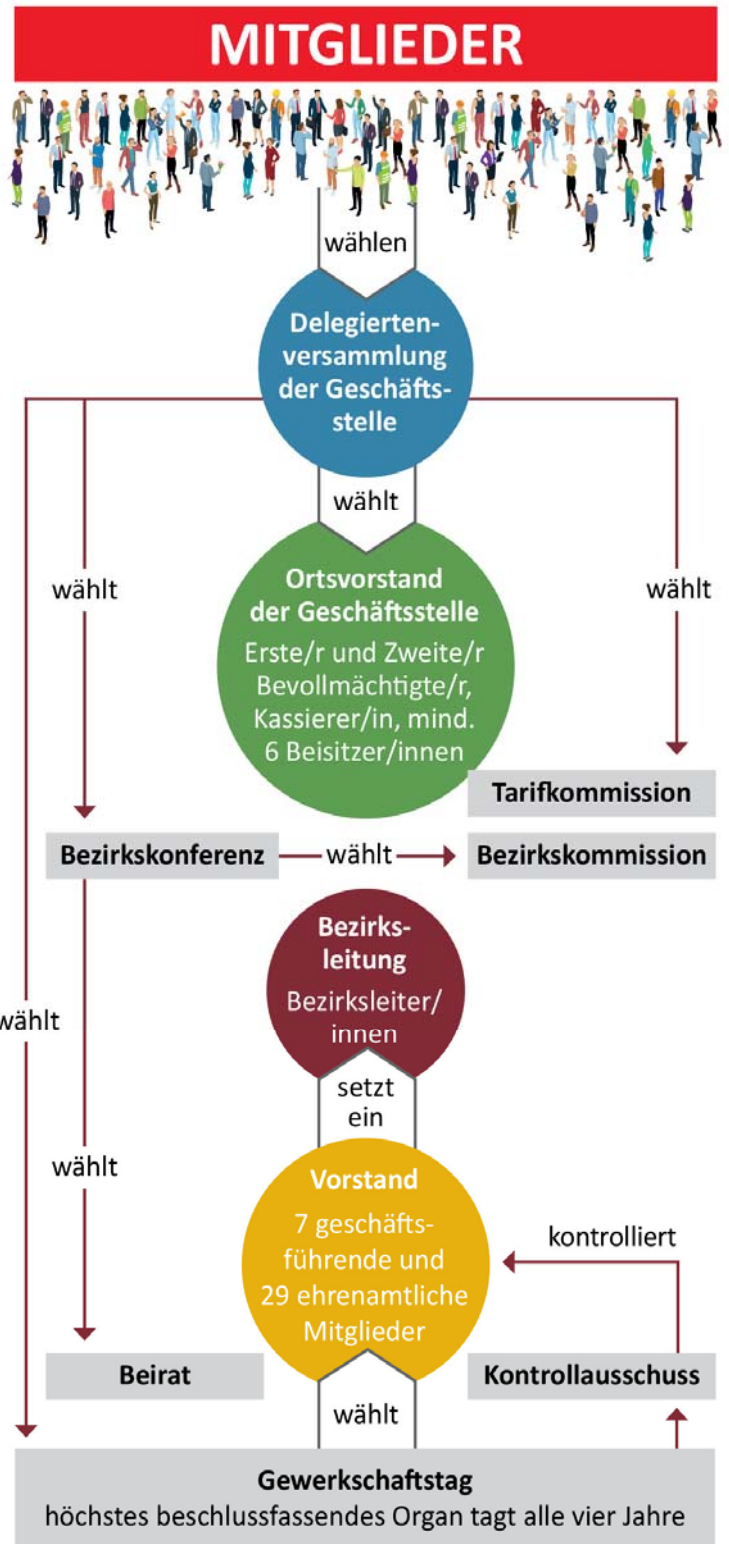 MITGLIEDER
wählen
Delegierten-
versammlung
der Geschäfts-
stelle
wählt
wählt
wählt
Ortsvorstand
der Geschäftsstelle
Erste/r und Zweite/r
Bevollmächtigte/r,
Kassierer/in, mind.
6 Beisitzer/innen
Tarifkommission
Bezirkskonferenz
wählt
Bezirkskommission
Bezirks-
leitung
Bezirksleiter/
innen
wählt
setzt
ein
wählt
Vorstand
7 geschäfts-
führende und
29 ehrenamtliche
Mitglieder
kontrolliert
Beirat
Kontrollausschuss
wählt
Gewerkschaftstag
höchstes beschlussfassendes Organ tagt alle vier Jahre